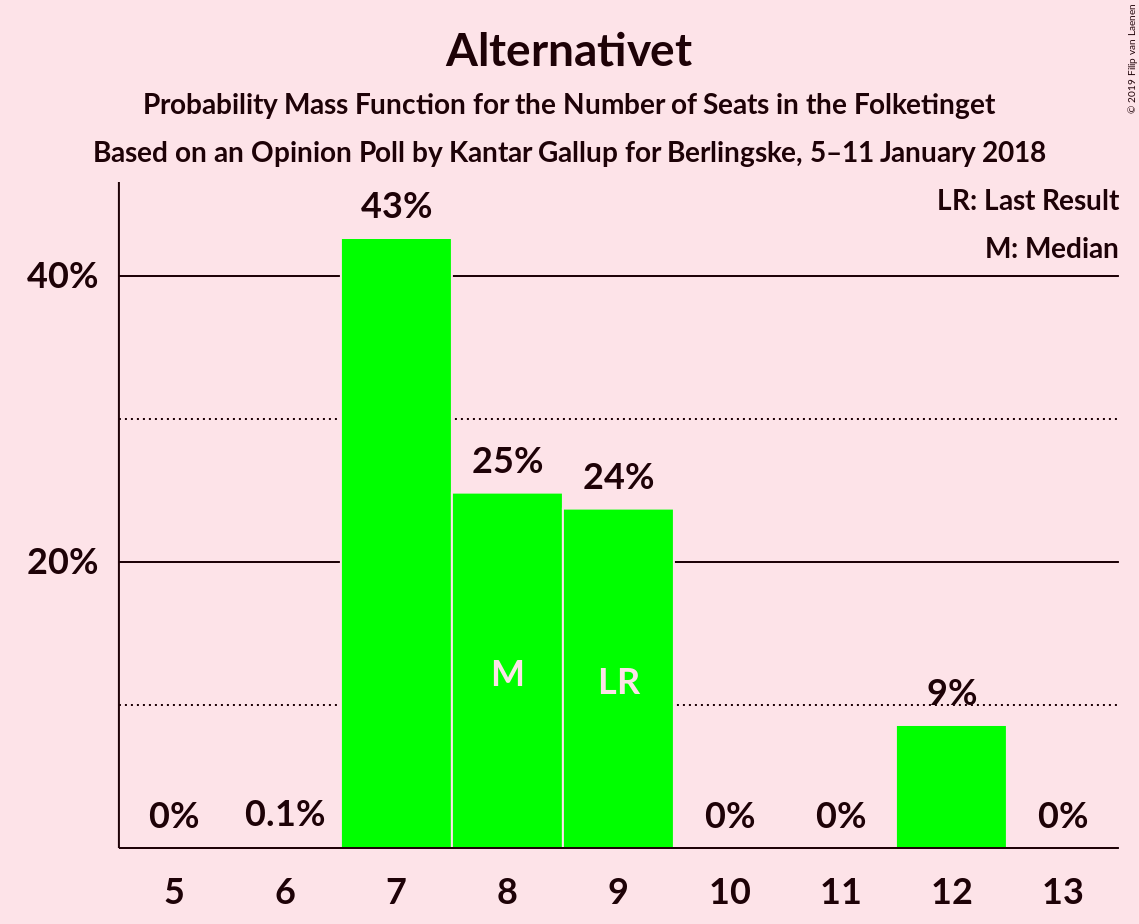 Alternativet
Probability Mass Function for the Number of Seats in the Folketinget
Based on an Opinion Poll by Kantar Gallup for Berlingske, 5–11 January 2018
© 2019 Filip van Laenen
LR: Last Result
M: Median
43%
40%
25%
24%
20%
M
LR
9%
0%
0.1%
0%
0%
0%
5
6
7
8
9
10
11
12
13